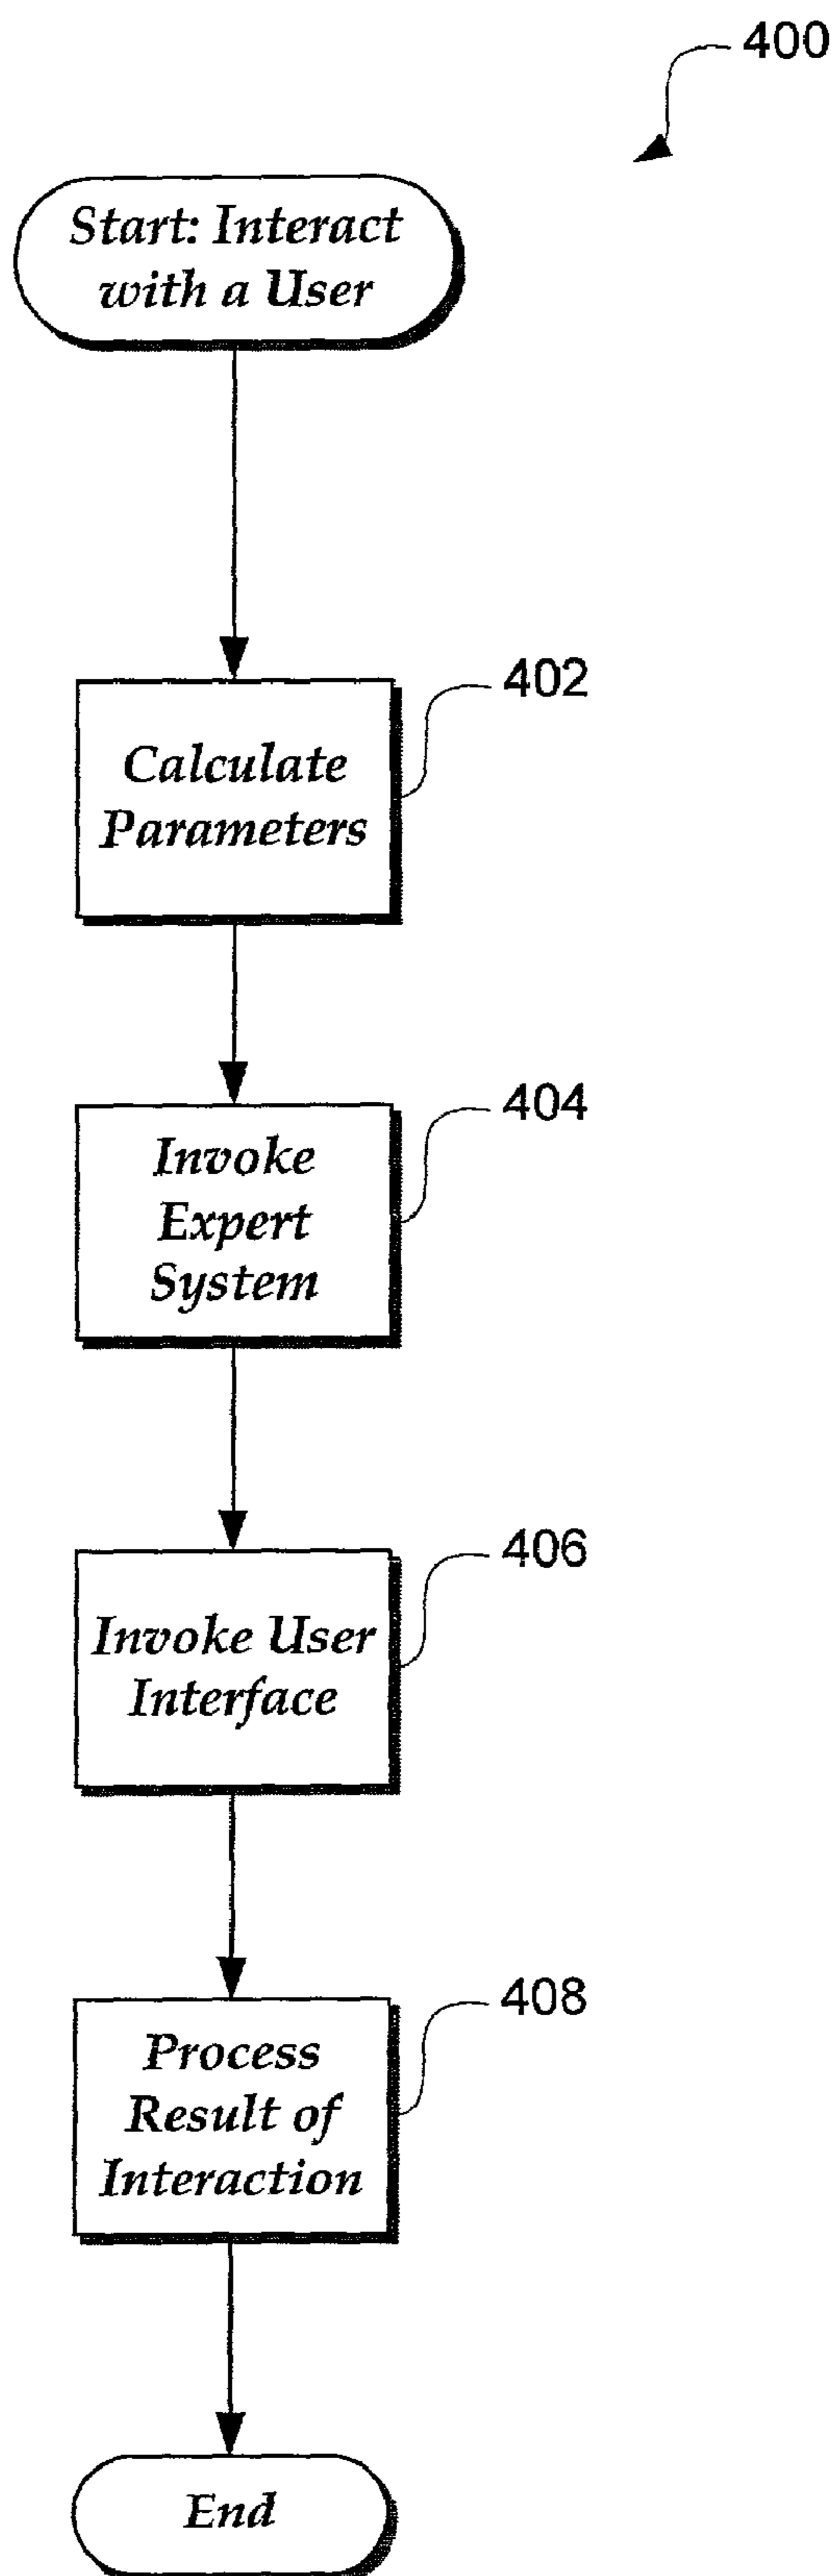 400
Start: Interact
with a User
402
Calculate
Parameters
404
Invoke
Expert
System
406
Invoke User
Interface
408
Process
Result of
Interaction
End